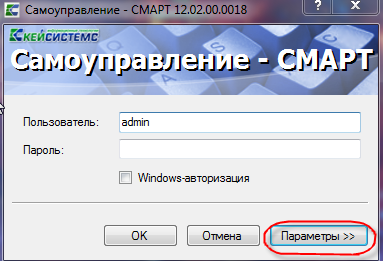 Самоуправление - СМАРТ 12.02.00.0018
КЕЙСИСТЕМС
Самоуправление - СМАРТ
Пользователь: admin
Пароль:
Windows-авторизация
OK Отмена Параметры >>